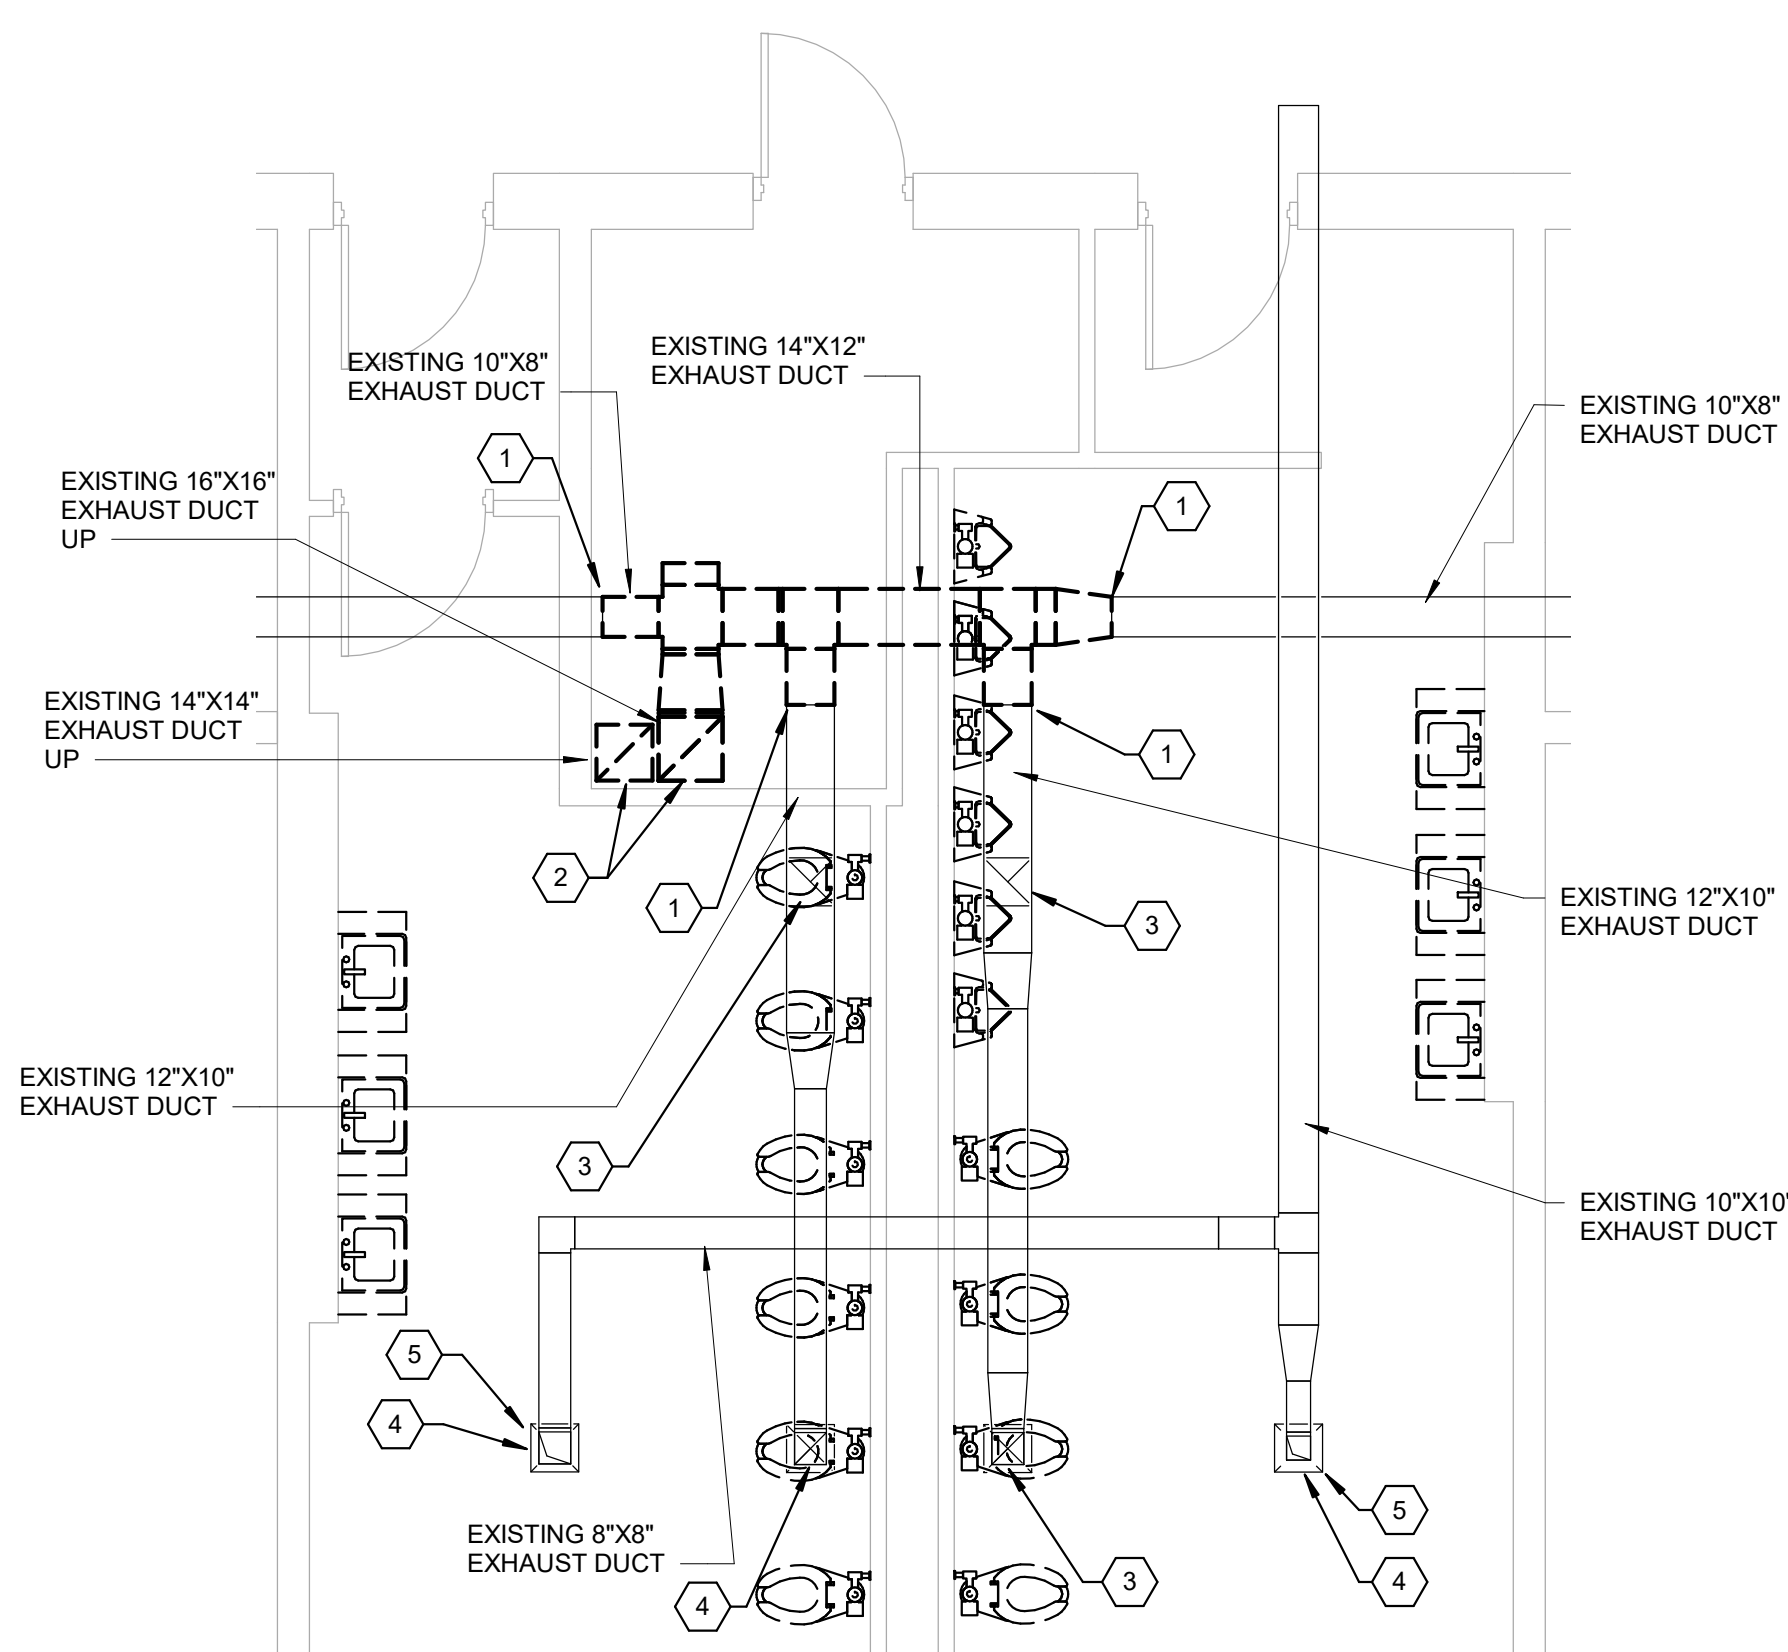 EXISTING 14"X12"
EXHAUST DUCT
EXISTING 10"X8"
EXHAUST DUCT
EXISTING 10"X8"
EXHAUST DUCT
1
EXISTING 16"X16"
EXHAUST DUCT
UP
1
EXISTING 14"X14"
EXHAUST DUCT
UP
1
2
1
EXISTING 12"X10"
EXHAUST DUCT
3
EXISTING 12"X10"
EXHAUST DUCT
3
EXISTING 10"X10"
EXHAUST DUCT
5
4
5
EXISTING 8"X8"
EXHAUST DUCT
4
3
4